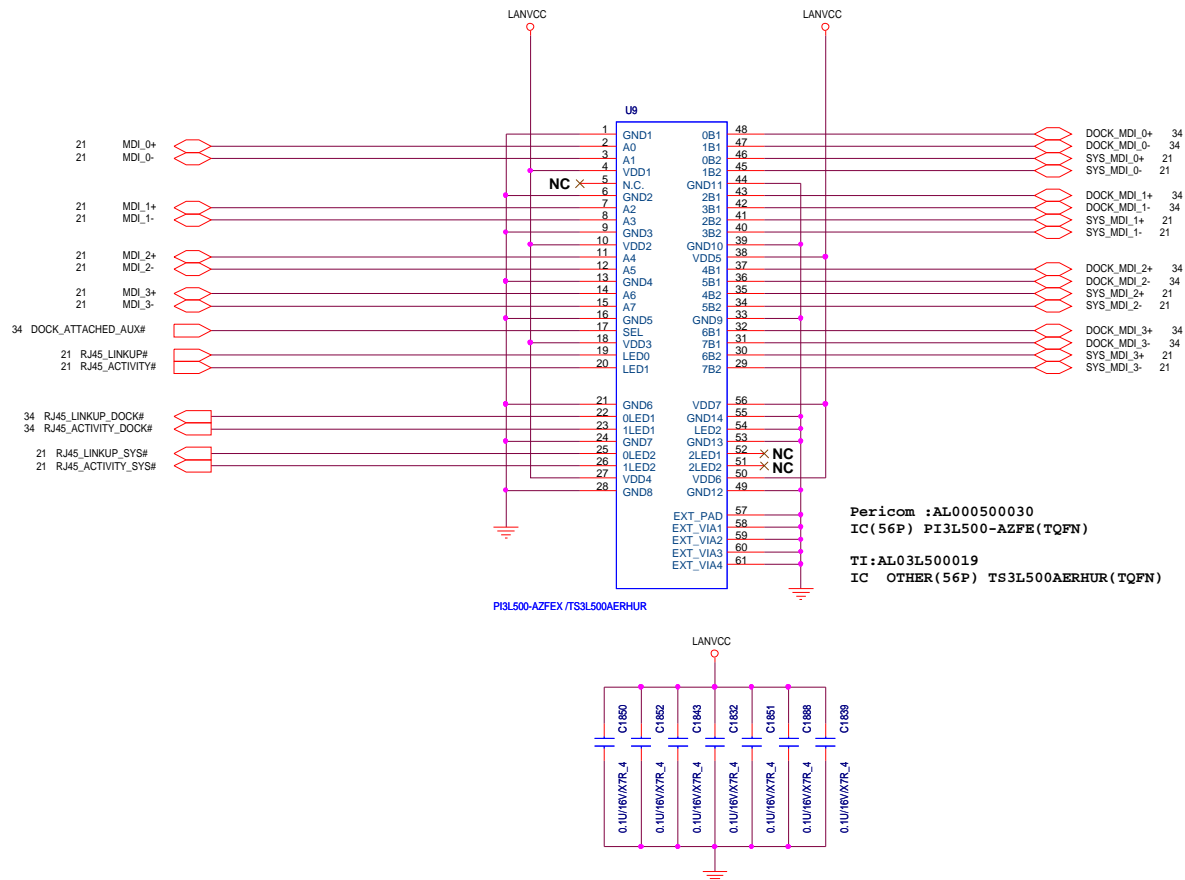 LANVCC LANVCC
U9
1 GND1 0B1 48 DOCK_MDI_0+ 34
21 MDI_0+ 2 A0 1B1 47 DOCK_MDI_0- 34
21 MDI_0- 3 A1 0B2 46 SYS_MDI_0+ 21
4 VDD1 1B2 45 SYS_MDI_0- 21
NC 5 N.C. GND11 44
6 GND2 2B1 43 DOCK_MDI_1+ 34
21 MDI_1+ 7 A2 3B1 42 DOCK_MDI_1- 34
21 MDI_1- 8 A3 2B2 41 SYS_MDI_1+ 21
9 GND3 3B2 40 SYS_MDI_1- 21
10 VDD2 GND10 39
21 MDI_2+ 11 A4 VDD5 38
21 MDI_2- 12 A5 4B1 37 DOCK_MDI_2+ 34
13 GND4 5B1 36 DOCK_MDI_2- 34
21 MDI_3+ 14 A6 4B2 35 SYS_MDI_2+ 21
21 MDI_3- 15 A7 5B2 34 SYS_MDI_2- 21
16 GND5 GND9 33
34 DOCK_ATTACHED_AUX# 17 SEL 6B1 32 DOCK_MDI_3+ 34
18 VDD3 7B1 31 DOCK_MDI_3- 34
21 RJ45_LINKUP# 19 LED0 6B2 30 SYS_MDI_3+ 21
21 RJ45_ACTIVITY# 20 LED1 7B2 29 SYS_MDI_3- 21
21 GND6 VDD7 56
34 RJ45_LINKUP_DOCK# 22 0LED1 GND14 55
34 RJ45_ACTIVITY_DOCK# 23 1LED1 LED2 54
24 GND7 GND13 53
21 RJ45_LINKUP_SYS# 25 0LED2 2LED1 52 NC
21 RJ45_ACTIVITY_SYS# 26 1LED2 2LED2 51 NC
27 VDD4 VDD6 50
28 GND8 GND12 49
EXT_PAD 57
EXT_VIA1 58
EXT_VIA2 59
EXT_VIA3 60
EXT_VIA4 61
Pericom :AL000500030
IC(56P) PI3L500-AZFE(TQFN)
TI:AL03L500019
IC OTHER(56P) TS3L500AERHUR(TQFN)
PI3L500-AZFEX /TS3L500AERHUR
LANVCC
C1850 C1852 C1843 C1832 C1851 C1888 C1839
0.1U/16V/X7R_4 0.1U/16V/X7R_4 0.1U/16V/X7R_4 0.1U/16V/X7R_4 0.1U/16V/X7R_4 0.1U/16V/X7R_4 0.1U/16V/X7R_4